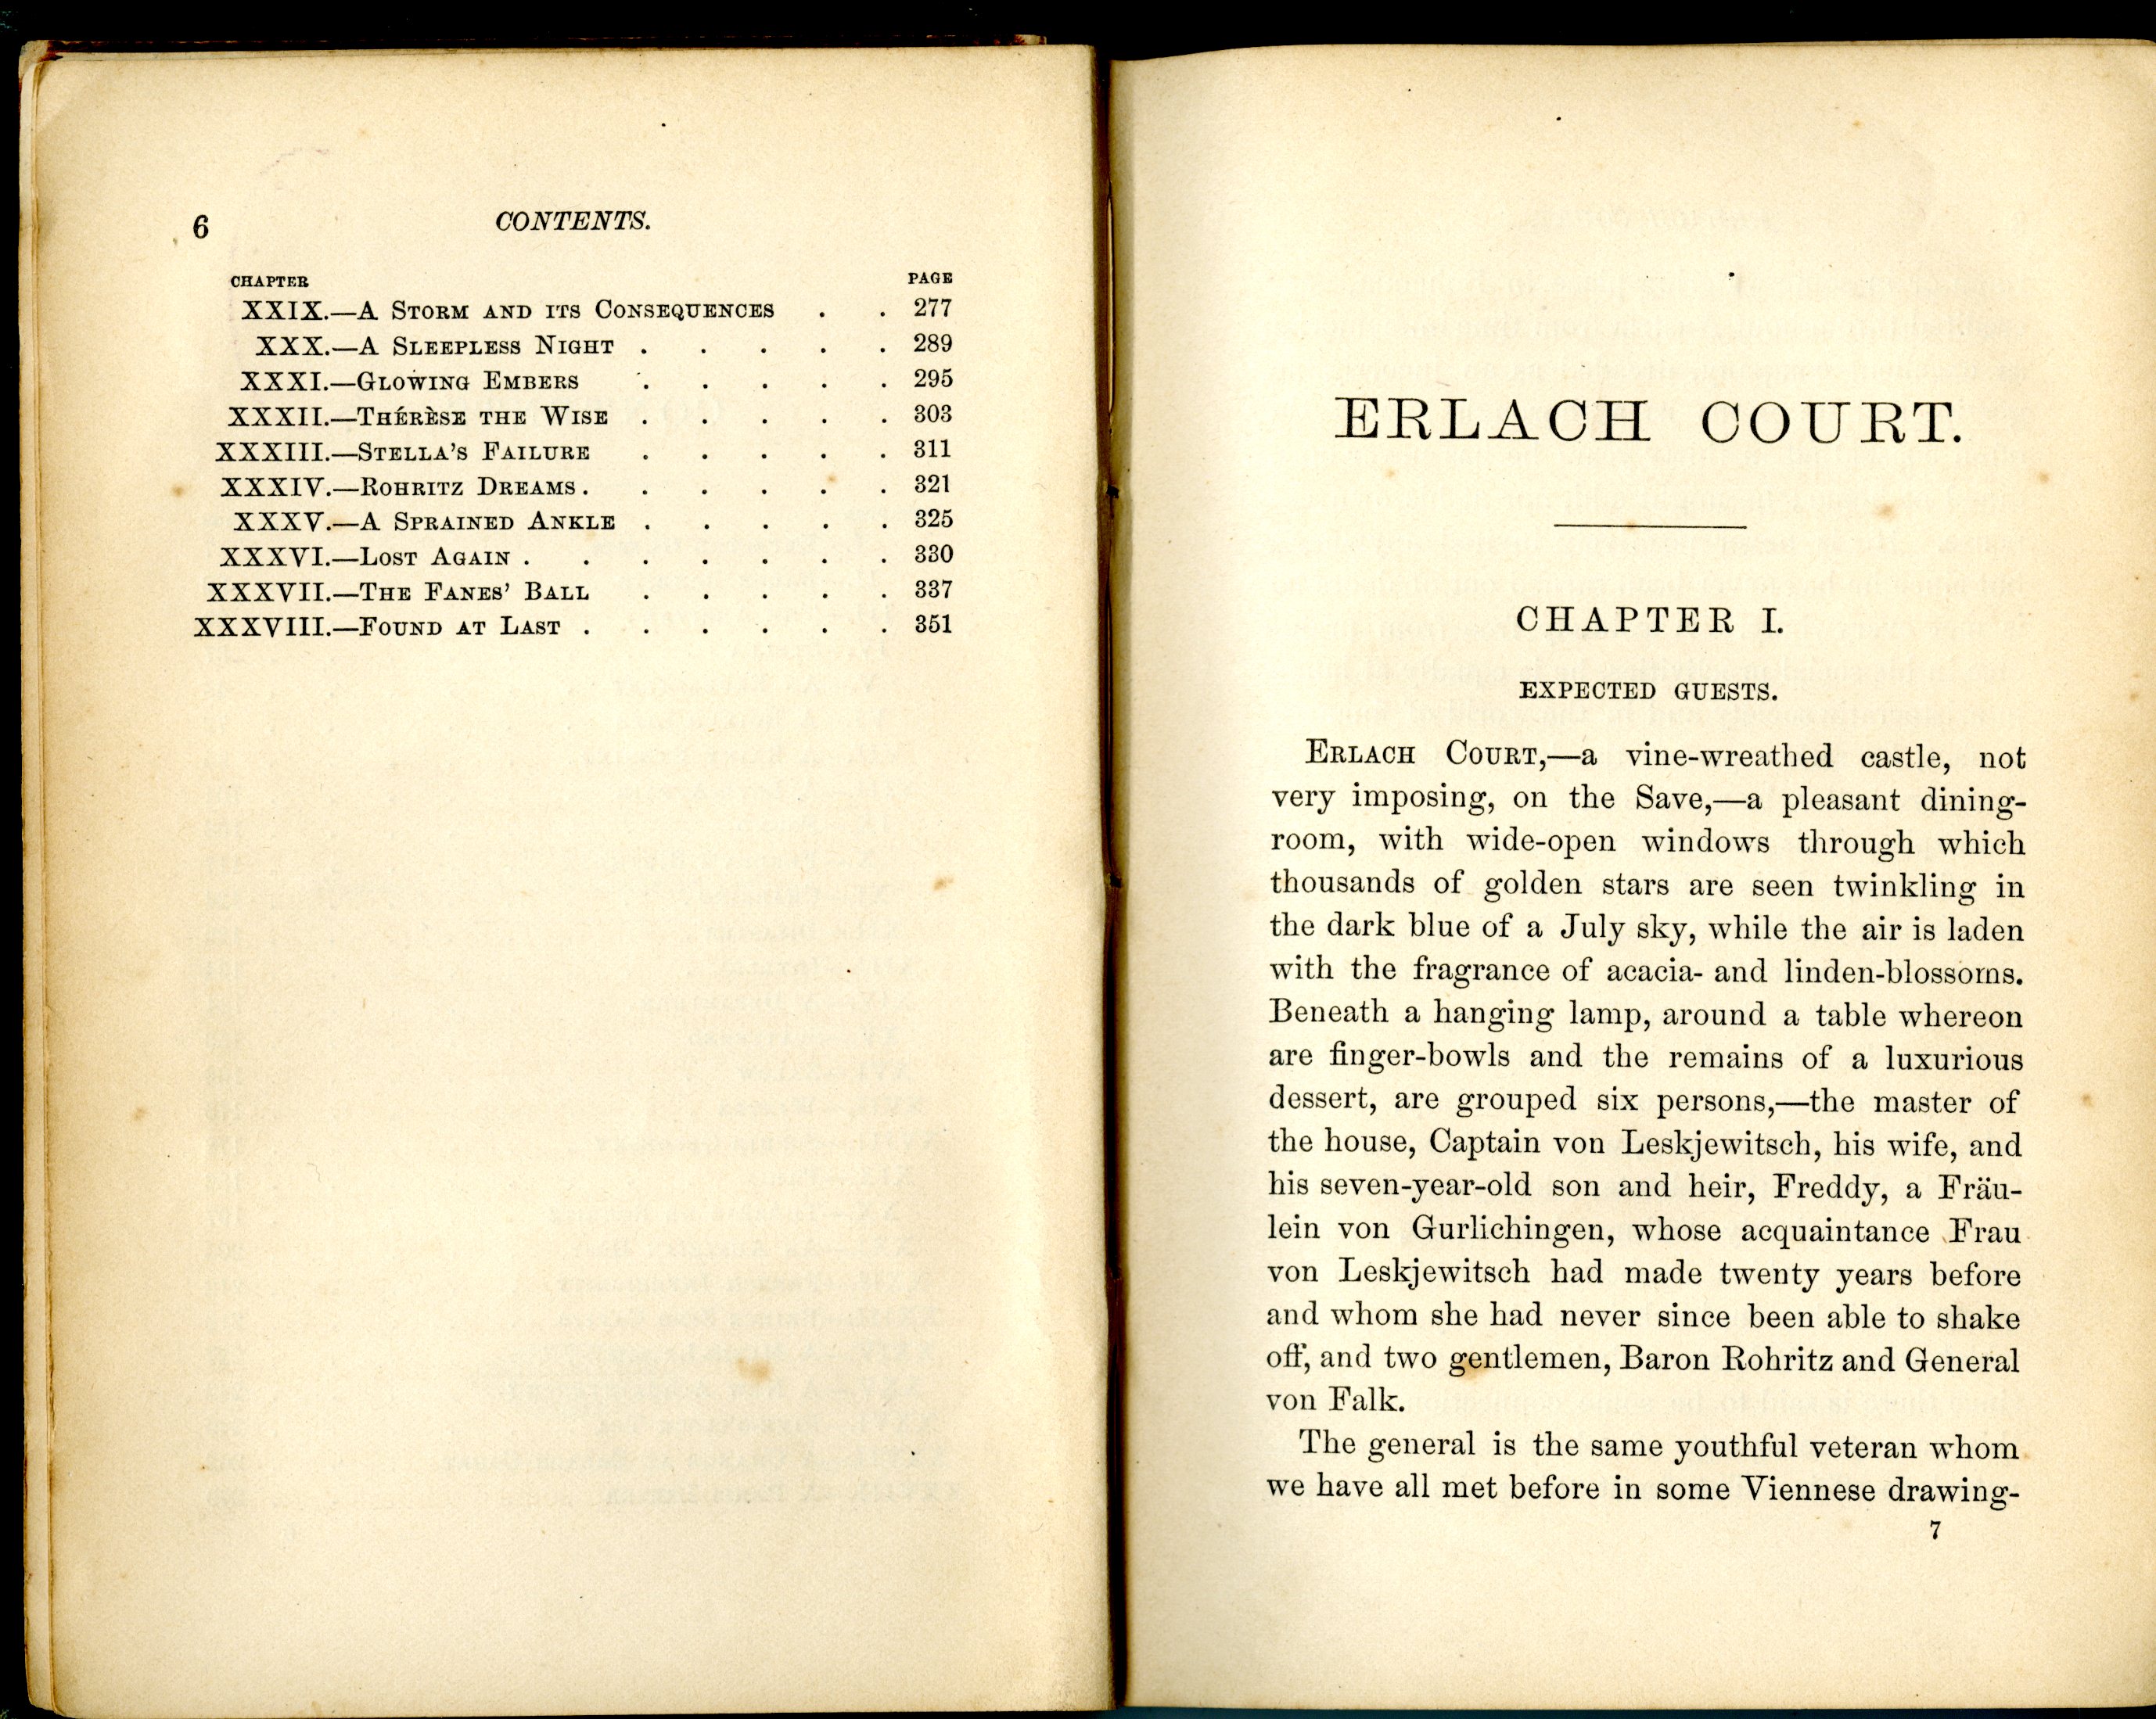 6 CONTENTS.
CHAPTER PAGE
XXIX.—A Storm and its Consequences . . 277
XXX.—A Sleepless Night . . . . . 289
XXXI.—Glowing Embers . . . . . 295
XXXII.—Thérèse the Wise . . . . . 303
XXXIII.—Stella's Failure . . . . . 311
XXXIV.—Rohritz Dreams . . . . . . 321
XXXV.—A Sprained Ankle . . . . . 325
XXXVI.—Lost Again . . . . . . . 330
XXXVII.—The Fanes' Ball . . . . . 337
XXXVIII.—Found at Last . . . . . . 351
ERLACH COURT.
CHAPTER I.
EXPECTED GUESTS.
Erlach Court,—a vine-wreathed castle, not
very imposing, on the Save,—a pleasant dining-
room, with wide-open windows through which
thousands of golden stars are seen twinkling in
the dark blue of a July sky, while the air is laden
with the fragrance of acacia- and linden-blossoms.
Beneath a hanging lamp, around a table whereon
are finger-bowls and the remains of a luxurious
dessert, are grouped six persons,—the master of
the house, Captain von Leskjewitsch, his wife, and
his seven-year-old son and heir, Freddy, a Fräu-
lein von Gurlichingen, whose acquaintance Frau
von Leskjewitsch had made twenty years before
and whom she had never since been able to shake
off, and two gentlemen, Baron Rohritz and General
von Falk.
The general is the same youthful veteran whom
we have all met before in some Viennese drawing-
7